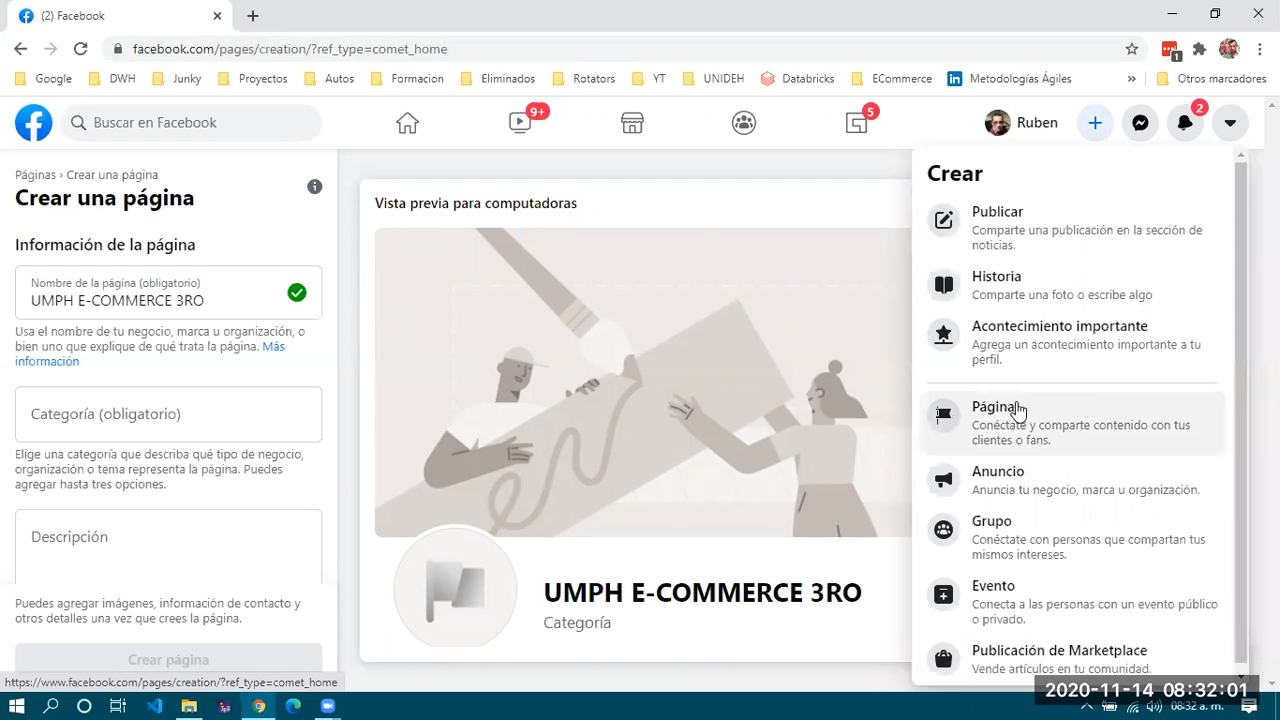 (2) Facebook
facebook.com/pages/creation/?ref_type=comet_home
1
Google
DWH
Junky
Proyectos
Autos
Formacion
Eliminados
Rotators
YT
UNIDEH
Databricks
ECommerce
Metodologías Ágiles
»
Otros marcadores
Buscar en Facebook
9+
5
Ruben
2
Páginas › Crear una página
Crear una página
Información de la página
Nombre de la página (obligatorio)
UMPH E-COMMERCE 3RO
Usa el nombre de tu negocio, marca u organización, o
bien uno que explique de qué trata la página. Más
información
Categoría (obligatorio)
Elige una categoría que describa qué tipo de negocio,
organización o tema representa la página. Puedes
agregar hasta tres opciones.
Descripción
Puedes agregar imágenes, información de contacto y
otros detalles una vez que crees la página.
Crear página
https://www.facebook.com/pages/creation/?ref_type=comet_home
Vista previa para computadoras
UMPH E-COMMERCE 3RO
Categoría
Crear
Publicar
Comparte una publicación en la sección de
noticias.
Historia
Comparte una foto o escribe algo
Acontecimiento importante
Agrega un acontecimiento importante a tu
perfil.
Página
Conéctate y comparte contenido con tus
clientes o fans.
Anuncio
Anuncia tu negocio, marca u organización.
Grupo
Conéctate con personas que compartan tus
mismos intereses.
Evento
Conecta a las personas con un evento público
o privado.
Publicación de Marketplace
Vende artículos en tu comunidad.
2020-11-14 08:32:01
08:32 a. m.